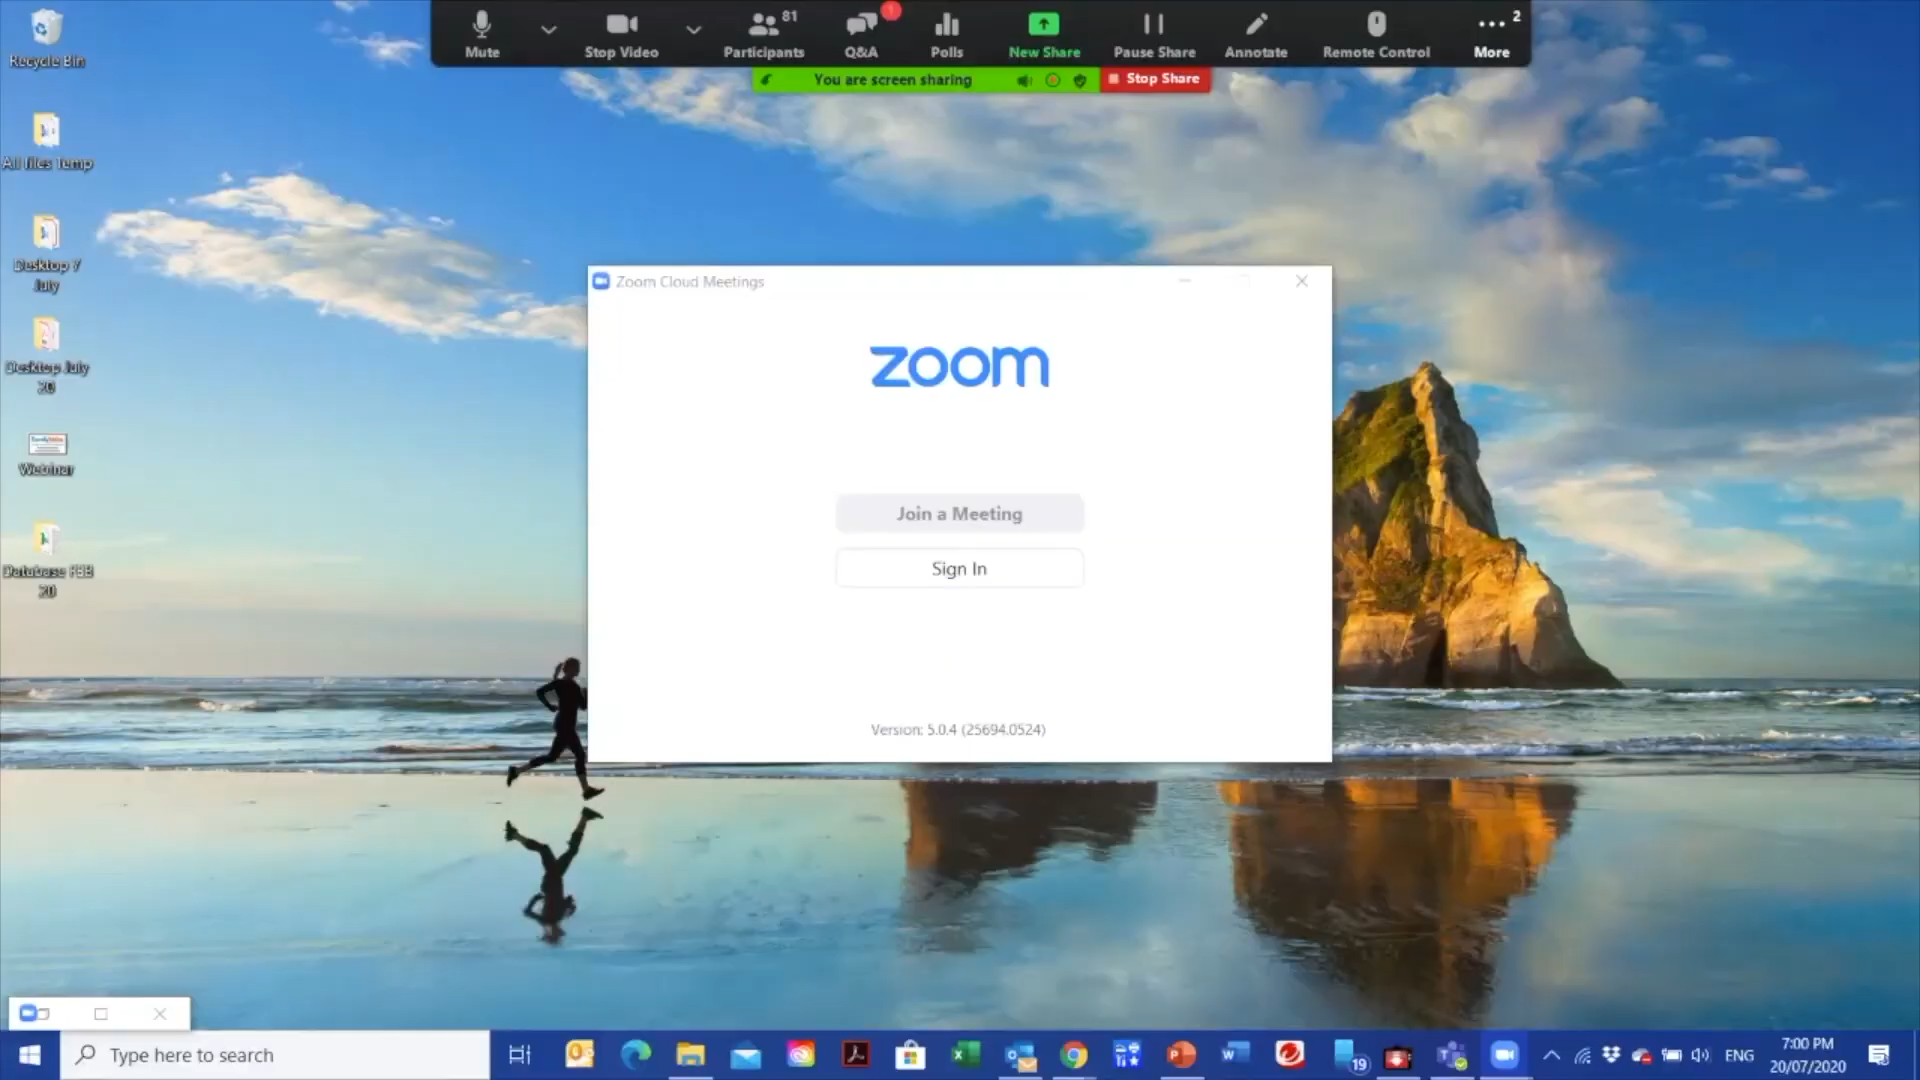 Mute
Stop Video
81
Participants
1
Q&A
Polls
New Share
Pause Share
Annotate
Remote Control
2
More
You are screen sharing
Stop Share
Recycle Bin
All files Temp
Desktop 7
July
Desktop July
20
Webinar
Database FEB
20
Zoom Cloud Meetings
zoom
Join a Meeting
Sign In
Version: 5.0.4 (25694.0524)
Type here to search
19
ENG
7:00 PM
20/07/2020